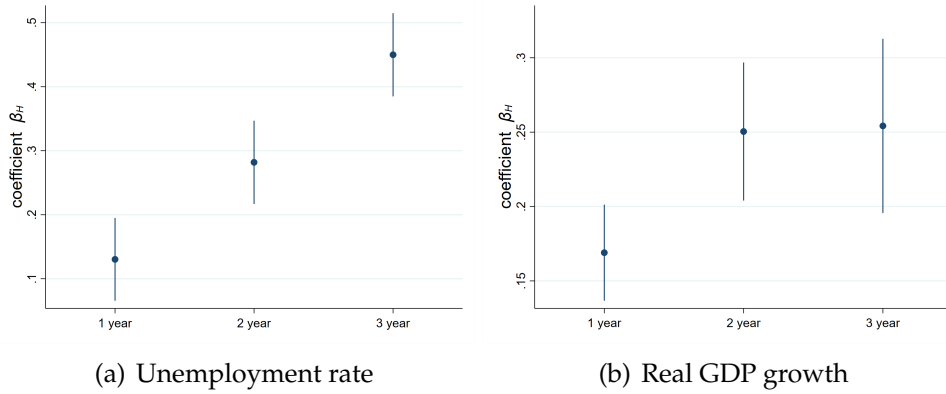 coefficient β_H
.5
.4
.3
.2
.1
1 year 2 year 3 year
(a) Unemployment rate
coefficient β_H
.3
.25
.2
.15
1 year 2 year 3 year
(b) Real GDP growth